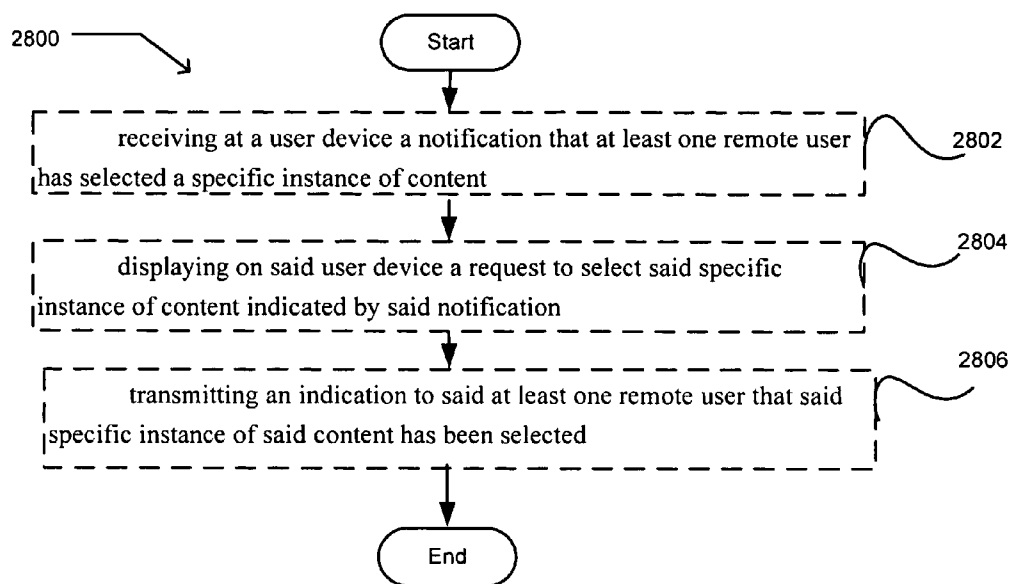 2800
Start
receiving at a user device a notification that at least one remote user
has selected a specific instance of content
2802
displaying on said user device a request to select said specific
instance of content indicated by said notification
2804
transmitting an indication to said at least one remote user that said
specific instance of said content has been selected
2806
End